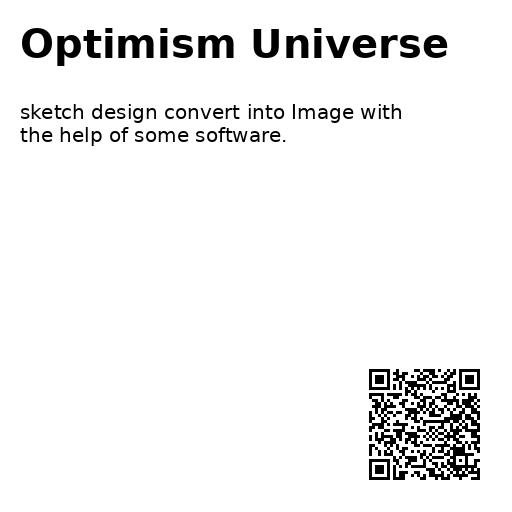 Optimism Universe
sketch design convert into Image with
the help of some software.